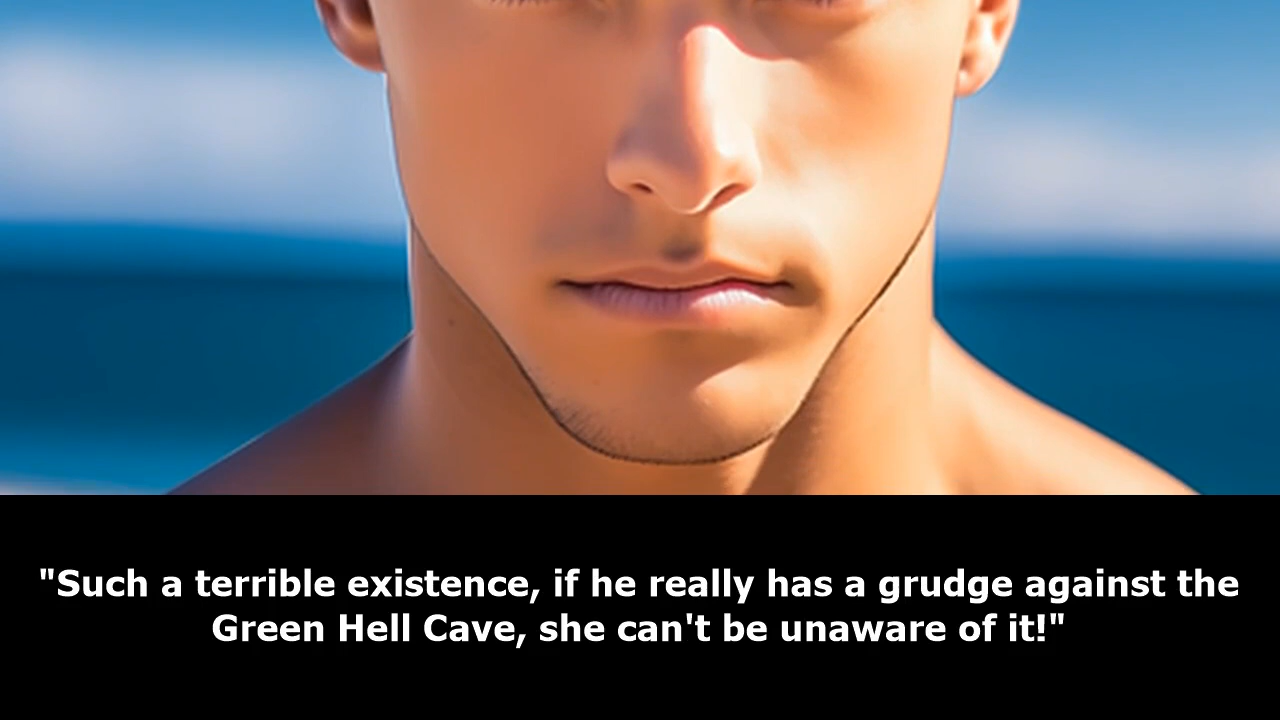 "Such a terrible existence, if he really has a grudge against the
Green Hell Cave, she can't be unaware of it!"